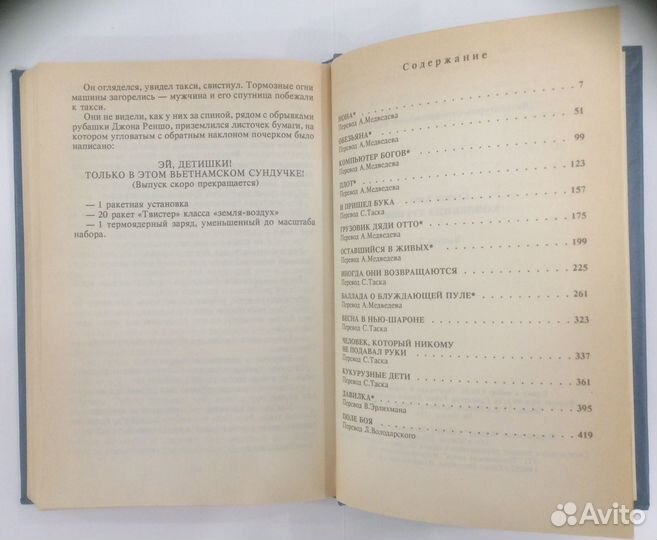 Он огляделся, увидел такси, свистнул. Тормозные огни
машины загорелись — мужчина и его спутница побежали
к такси.
Они не видели, как у них за спиной, рядом с обрывками
рубашки Джона Реншо, приземлился листочек бумаги, на
котором угловатым с обратным наклоном почерком было
написано:
ЭЙ, ДЕТИШКИ!
ТОЛЬКО В ЭТОМ ВЬЕТНАМСКОМ СУНДУЧКЕ!
(Выпуск скоро прекращается)
— 1 ракетная установка
— 20 ракет «Твистер» класса «земля-воздух»
— 1 термоядерный заряд, уменьшенный до масштаба
набора.
Содержание
НОНА* 7
Перевод А.Медведева
ОБЕЗЬЯНА* 51
Перевод А.Медведева
КОМПЬЮТЕР БОГОВ* 99
Перевод А.Медведева
ПЛОТ* 123
Перевод А.Медведева
И ПРИШЕЛ БУКА 157
Перевод С.Таска
ГРУЗОВИК ДЯДИ ОТТО* 175
Перевод А.Медведева
ОСТАВШИЙСЯ В ЖИВЫХ* 199
Перевод А.Медведева
ИНОГДА ОНИ ВОЗВРАЩАЮТСЯ 225
Перевод С.Таска
БАЛЛАДА О БЛУЖДАЮЩЕЙ ПУЛЕ* 261
Перевод А.Медведева
ВЕСНА В НЬЮ-ШАРОНЕ 323
Перевод С.Таска
ЧЕЛОВЕК, КОТОРЫЙ НИКОМУ
НЕ ПОДАВАЛ РУКИ 337
Перевод С.Таска
КУКУРУЗНЫЕ ДЕТИ 361
Перевод С.Таска
ДАВИЛКА* 395
Перевод В.Эрлихмана
ПОЛЕ БОЯ 419
Перевод Л.Володарского
Avito